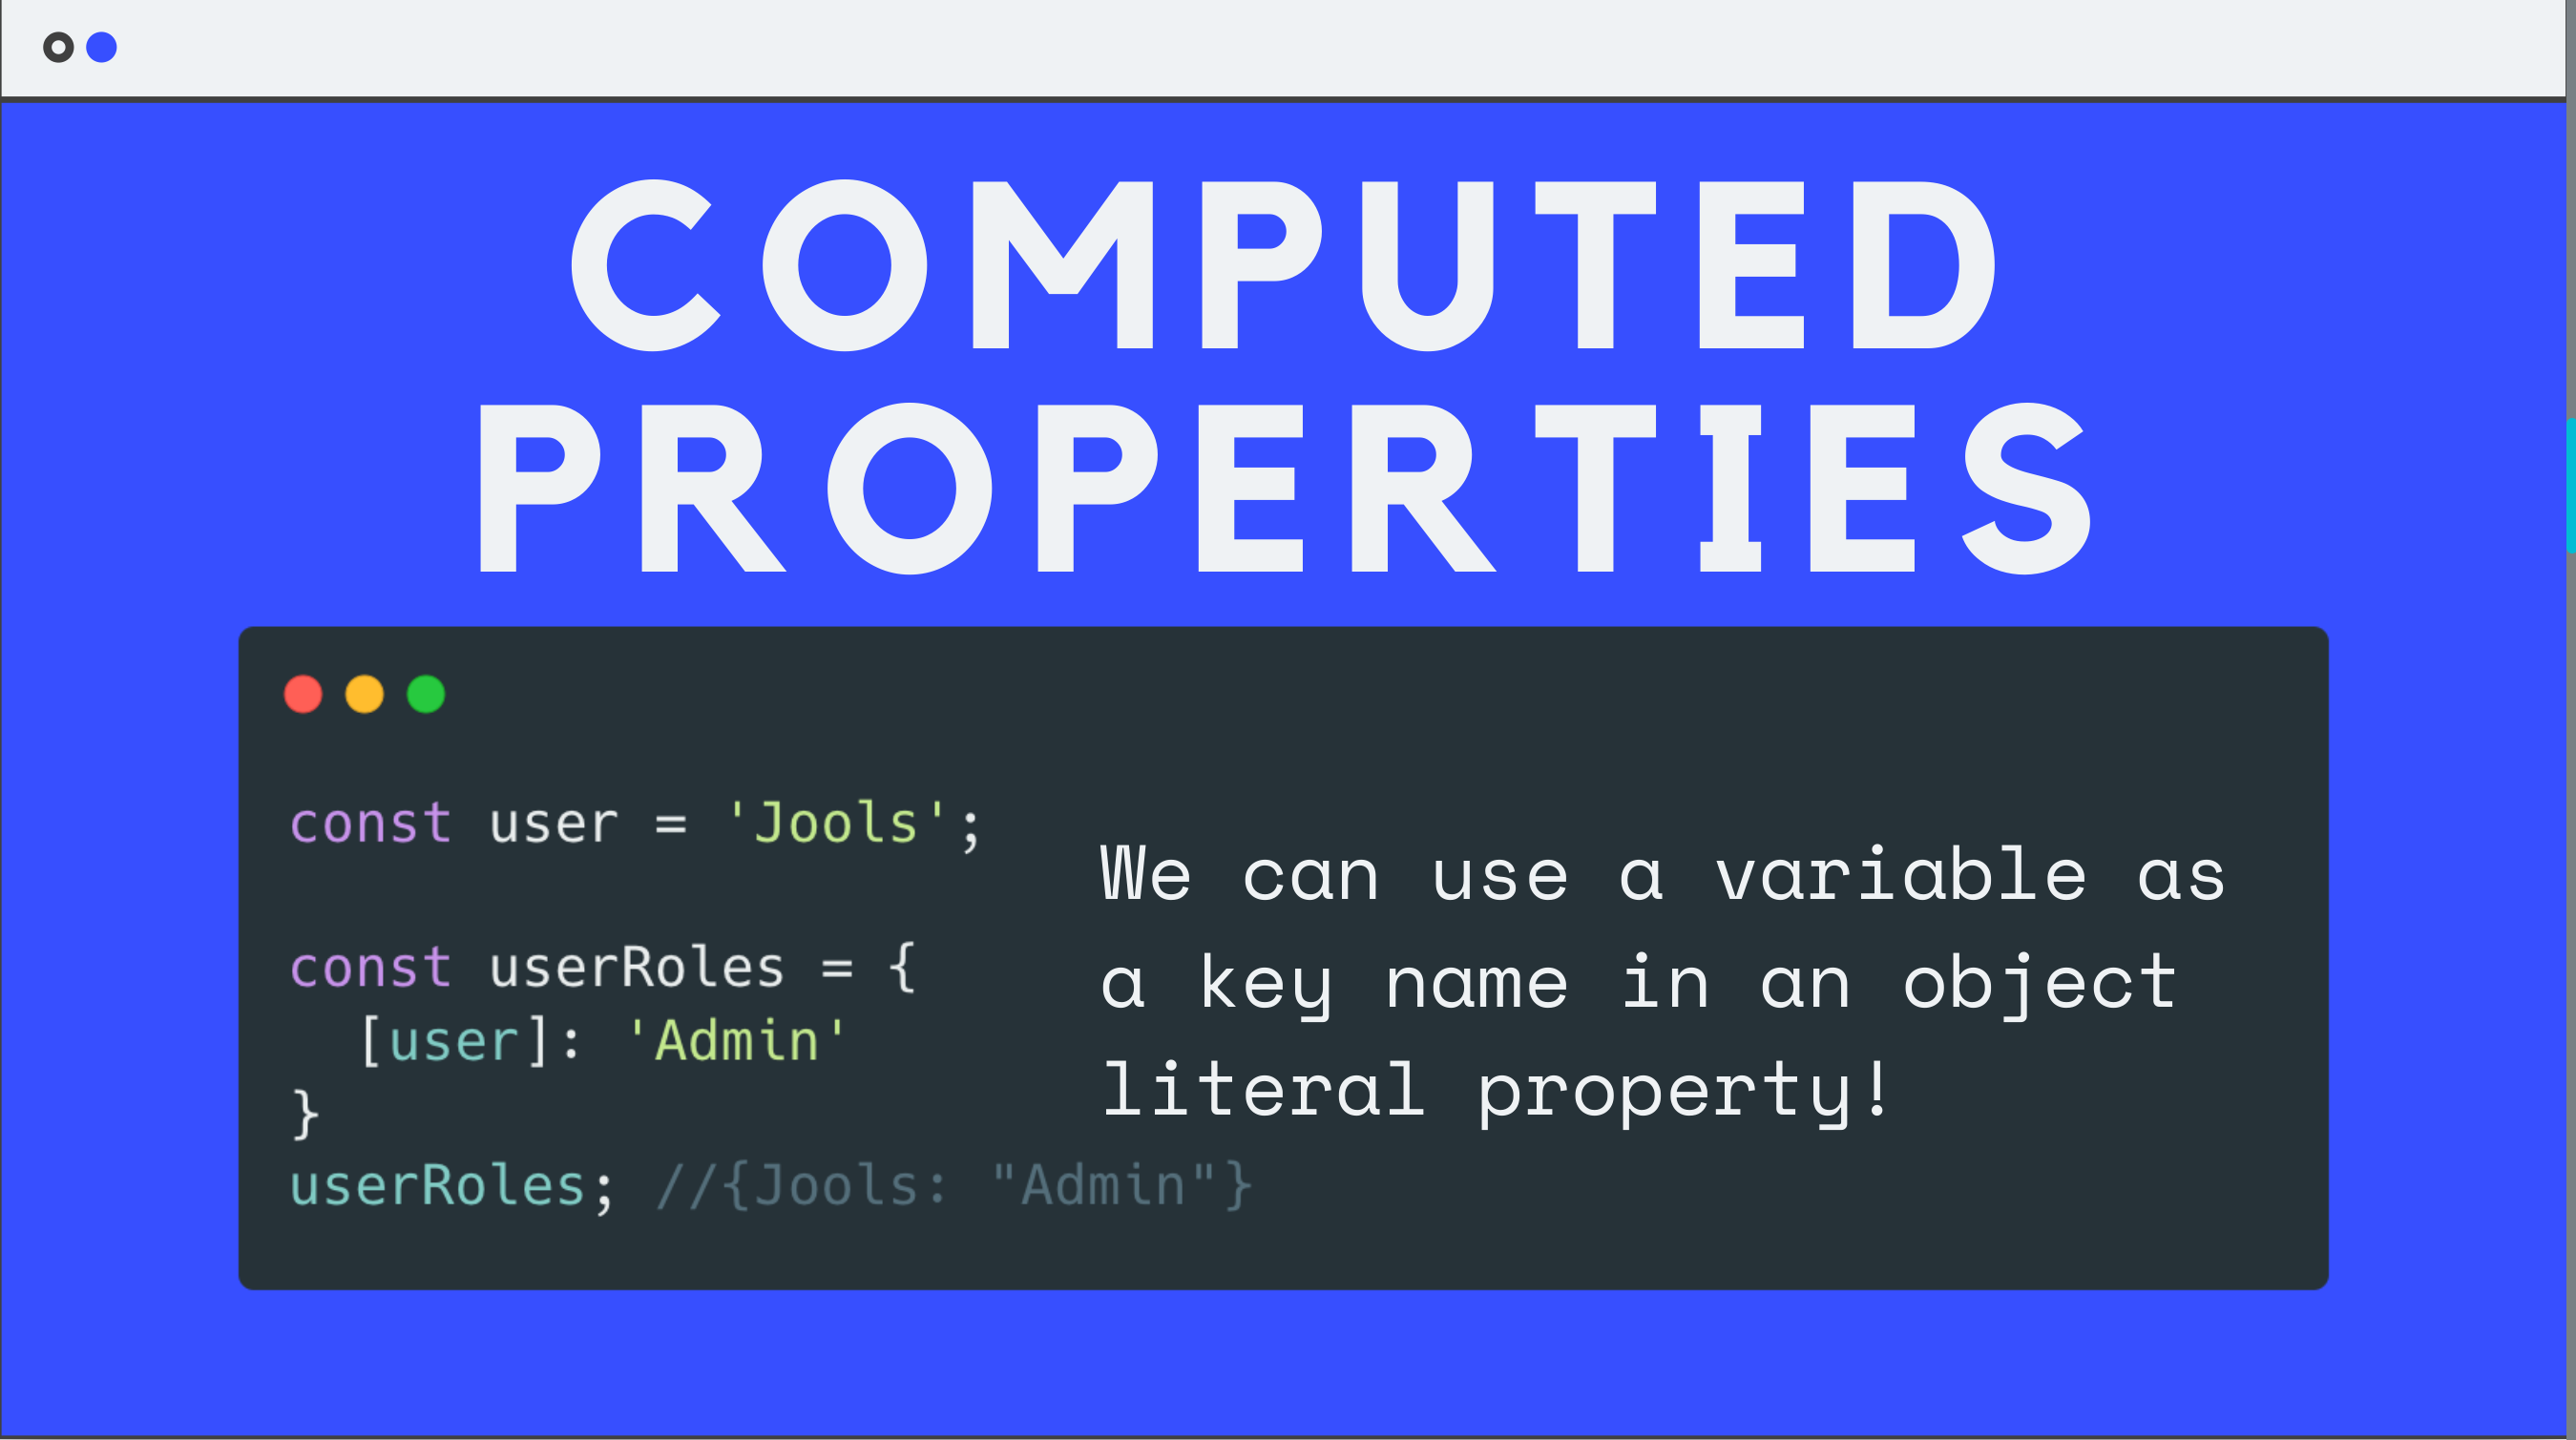 COMPUTED
PROPERTIES
const user = 'Jools';
const userRoles = {
[user]: 'Admin'
}
userRoles; //{Jools: "Admin"}
We can use a variable as
a key name in an object
literal property!